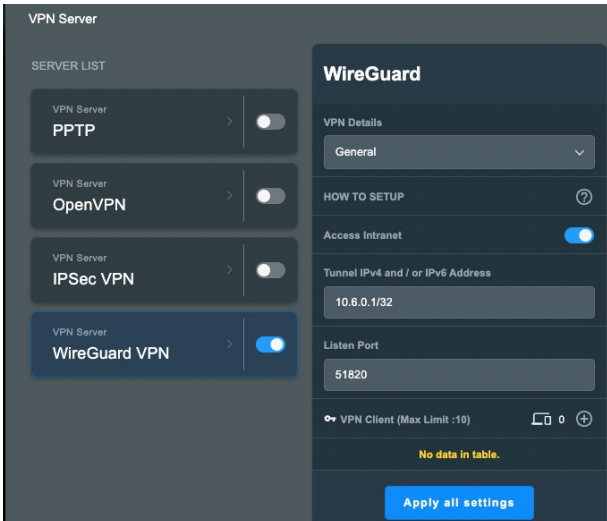 VPN Server
SERVER LIST
VPN Server
PPTP
VPN Server
OpenVPN
VPN Server
IPSec VPN
VPN Server
WireGuard VPN
WireGuard
VPN Details
General
HOW TO SETUP
Access Intranet
Tunnel IPv4 and / or IPv6 Address
10.6.0.1/32
Listen Port
51820
VPN Client (Max Limit :10) 0
No data in table.
Apply all settings